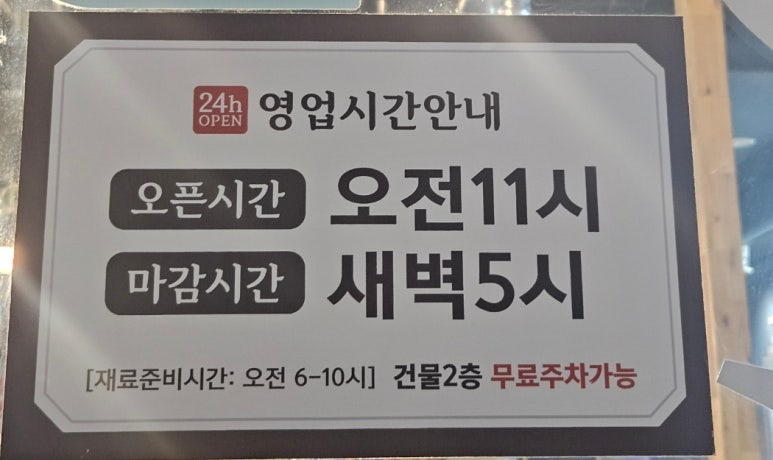 24h OPEN 영업시간안내
오픈시간 오전11시
마감시간 새벽5시
[재료준비시간: 오전 6-10시] 건물2층 무료주차가능